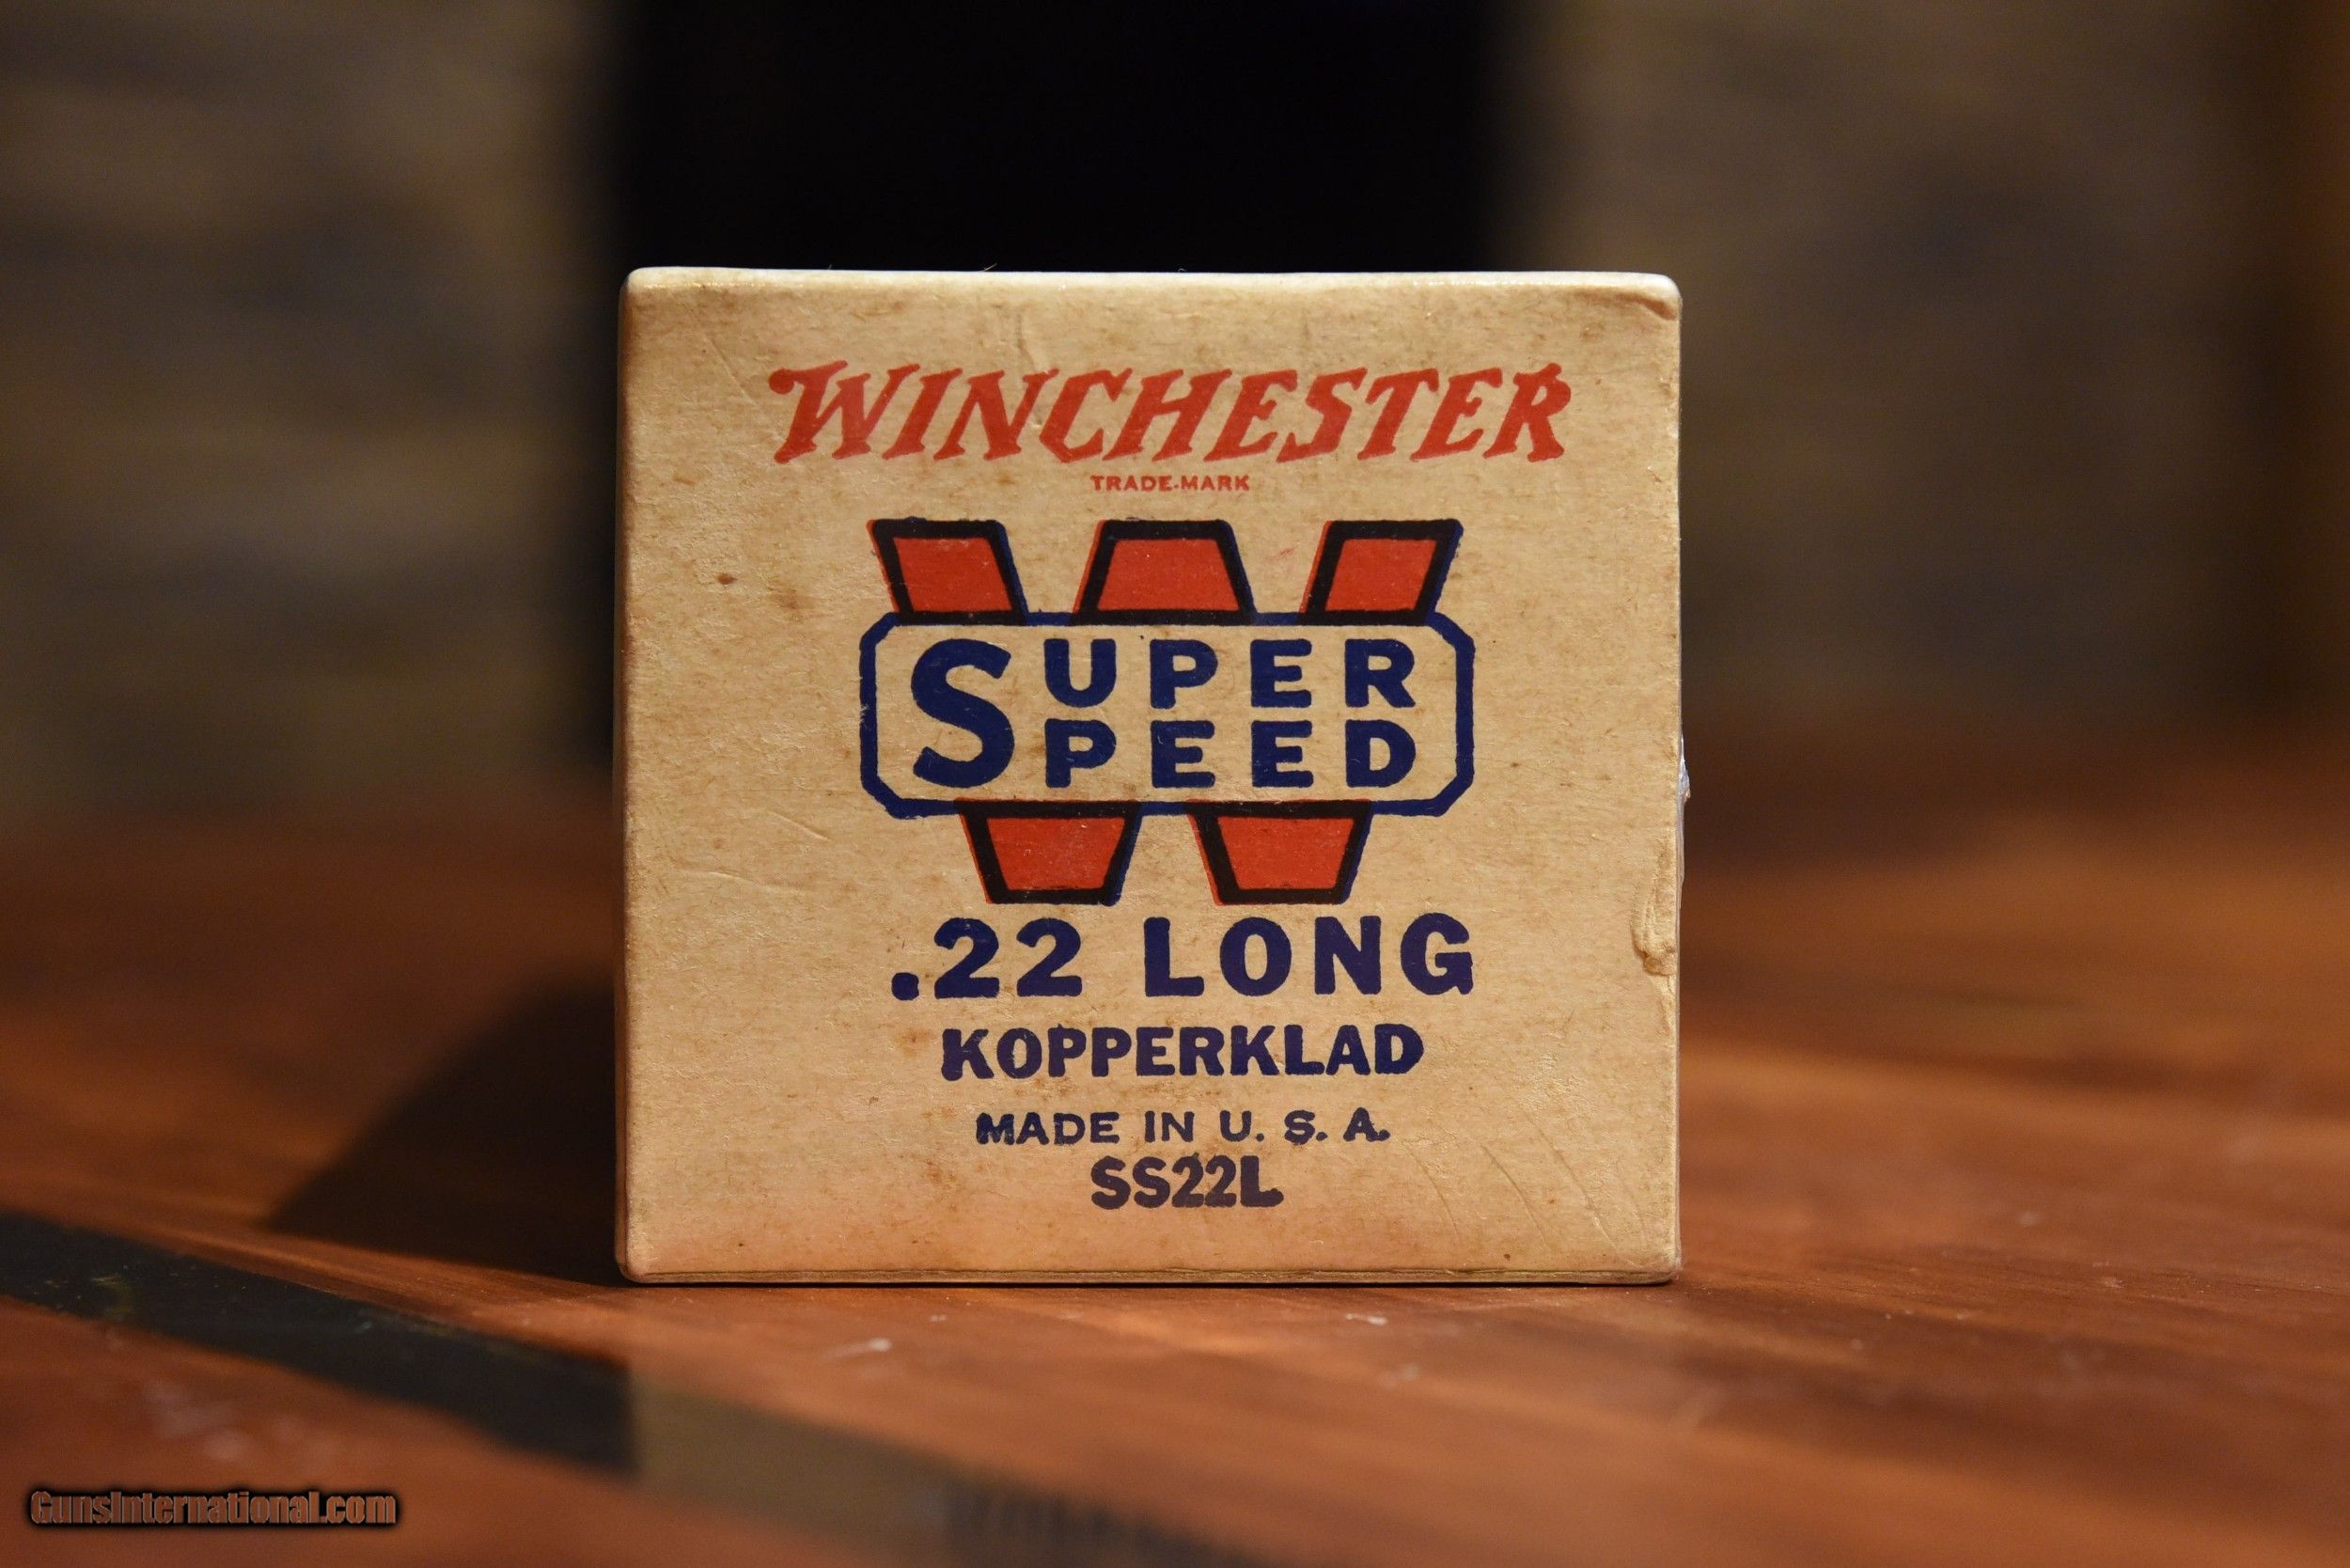 WINCHESTER
TRADE-MARK
SUPER
SPEED
.22 LONG
KOPPERKLAD
MADE IN U. S. A.
SS22L
GunsInternational.com